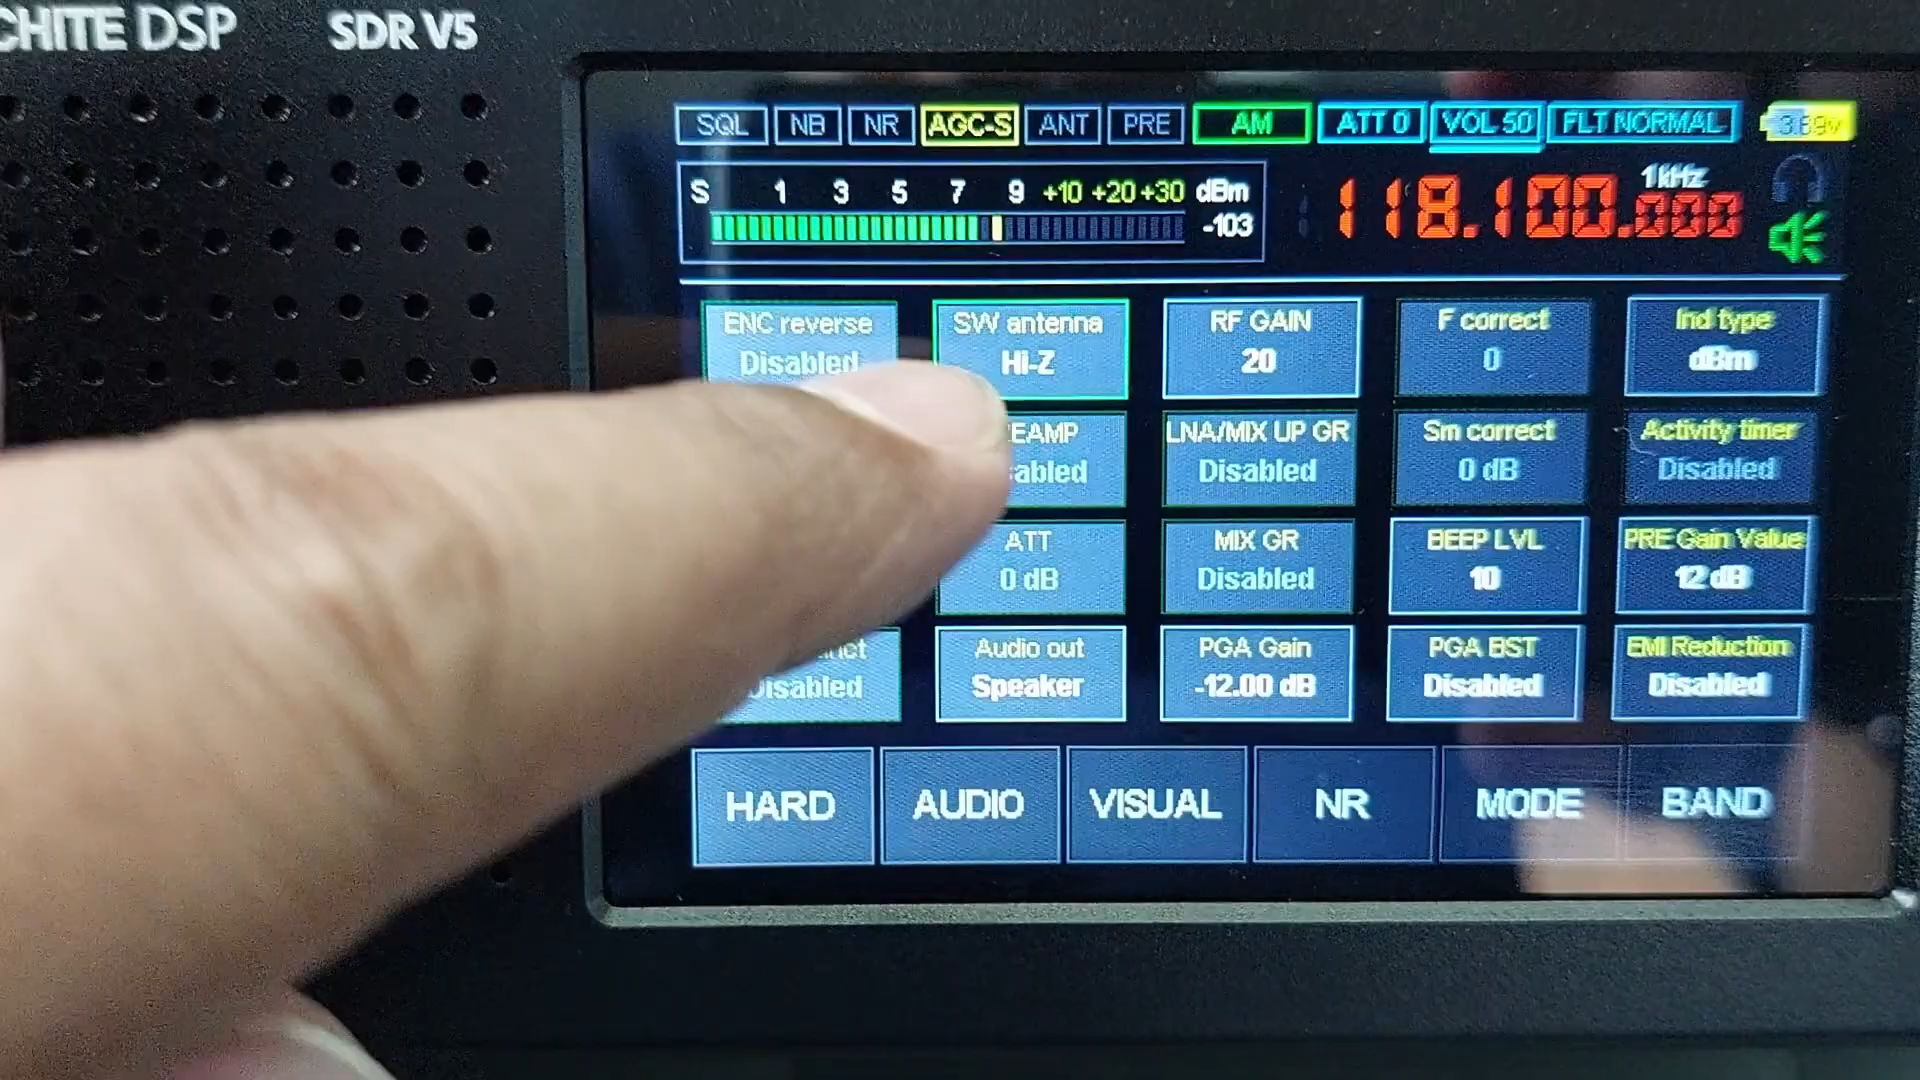 CHITE DSP SDR V5
SQL NB NR AGC-S ANT PRE AM ATT 0 VOL 50 FLT NORMAL 3.69v
S 1 3 5 7 9 +10 +20 +30 dBm
-103
1kHz
118.100.000
ENC reverse SW antenna RF GAIN F correct Ind type
Disabled Hi-Z 20 0 dBm
EAMP LNA/MIX UP GR Sm correct Activity timer
abled Disabled 0 dB Disabled
ATT MIX GR BEEP LVL PRE Gain Value
0 dB Disabled 10 12 dB
Audio out PGA Gain PGA BST EMI Reduction
Disabled Speaker -12.00 dB Disabled Disabled
HARD AUDIO VISUAL NR MODE BAND